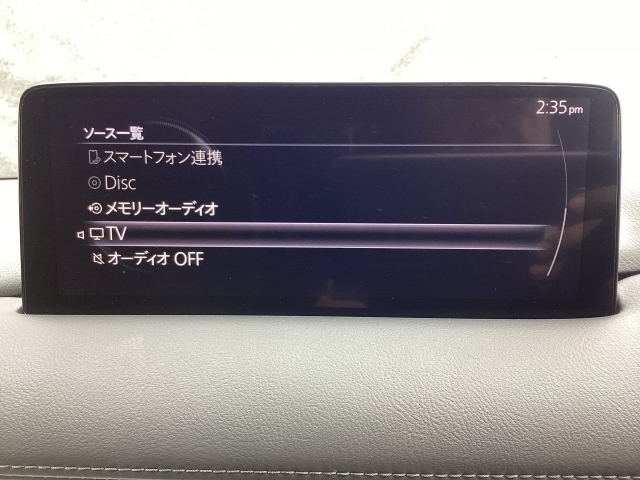 2:35pm
ソース一覧
スマートフォン連携
Disc
メモリーオーディオ
TV
オーディオ OFF